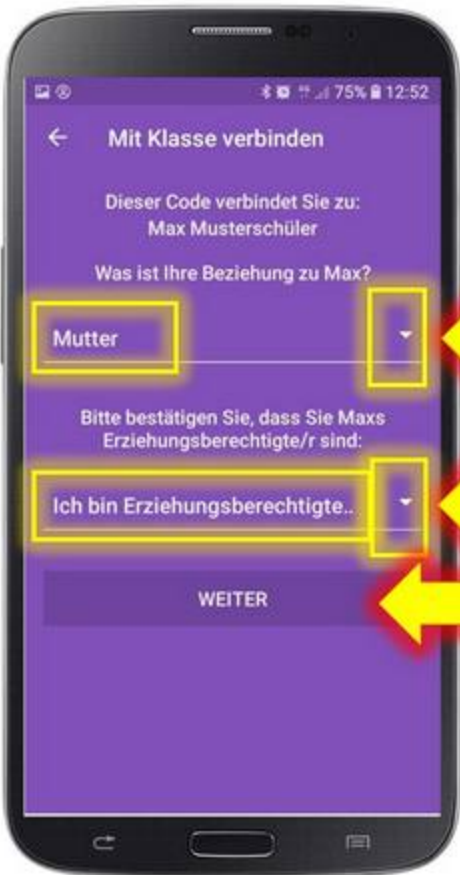 75% 12:52
Mit Klasse verbinden
Dieser Code verbindet Sie zu:
Max Musterschüler
Was ist Ihre Beziehung zu Max?
Mutter
Bitte bestätigen Sie, dass Sie Maxs
Erziehungsberechtigte/r sind:
Ich bin Erziehungsberechtigte..
WEITER